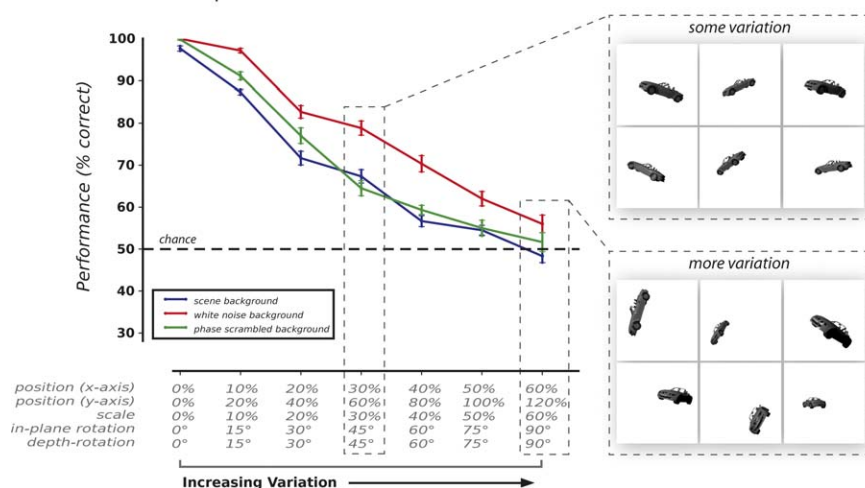 some variation
100
90
80
70
60
50
40
30
Performance (% correct)
chance
scene background
white noise background
phase scrambled background
more variation
position (x-axis) 0% 10% 20% 30% 40% 50% 60%
position (y-axis) 0% 20% 40% 60% 80% 100% 120%
scale 0% 10% 20% 30% 40% 50% 60%
in-plane rotation 0° 15° 30° 45° 60° 75° 90°
depth-rotation 0° 15° 30° 45° 60° 75° 90°
Increasing Variation